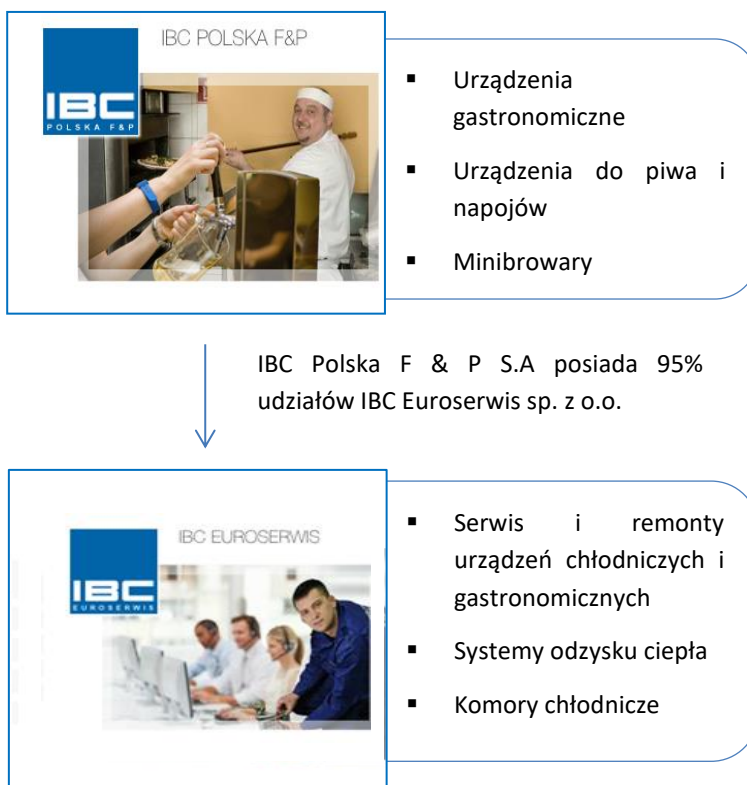 IBC POLSKA F&P
IBC
POLSKA F&P
▪ Urządzenia
gastronomiczne
▪ Urządzenia do piwa i
napojów
▪ Minibrowary
IBC Polska F & P S.A posiada 95%
udziałów IBC Euroserwis sp. z o.o.
IBC EUROSERWIS
IBC
EUROSERWIS
▪ Serwis i remonty
urządzeń chłodniczych i
gastronomicznych
▪ Systemy odzysku ciepła
▪ Komory chłodnicze